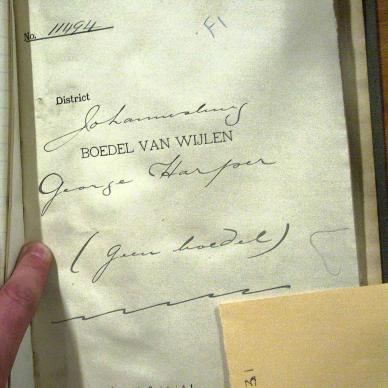 No. 11494
F1
District
Johannesburg
BOEDEL VAN WIJLEN
George Harper
(geen boedel)